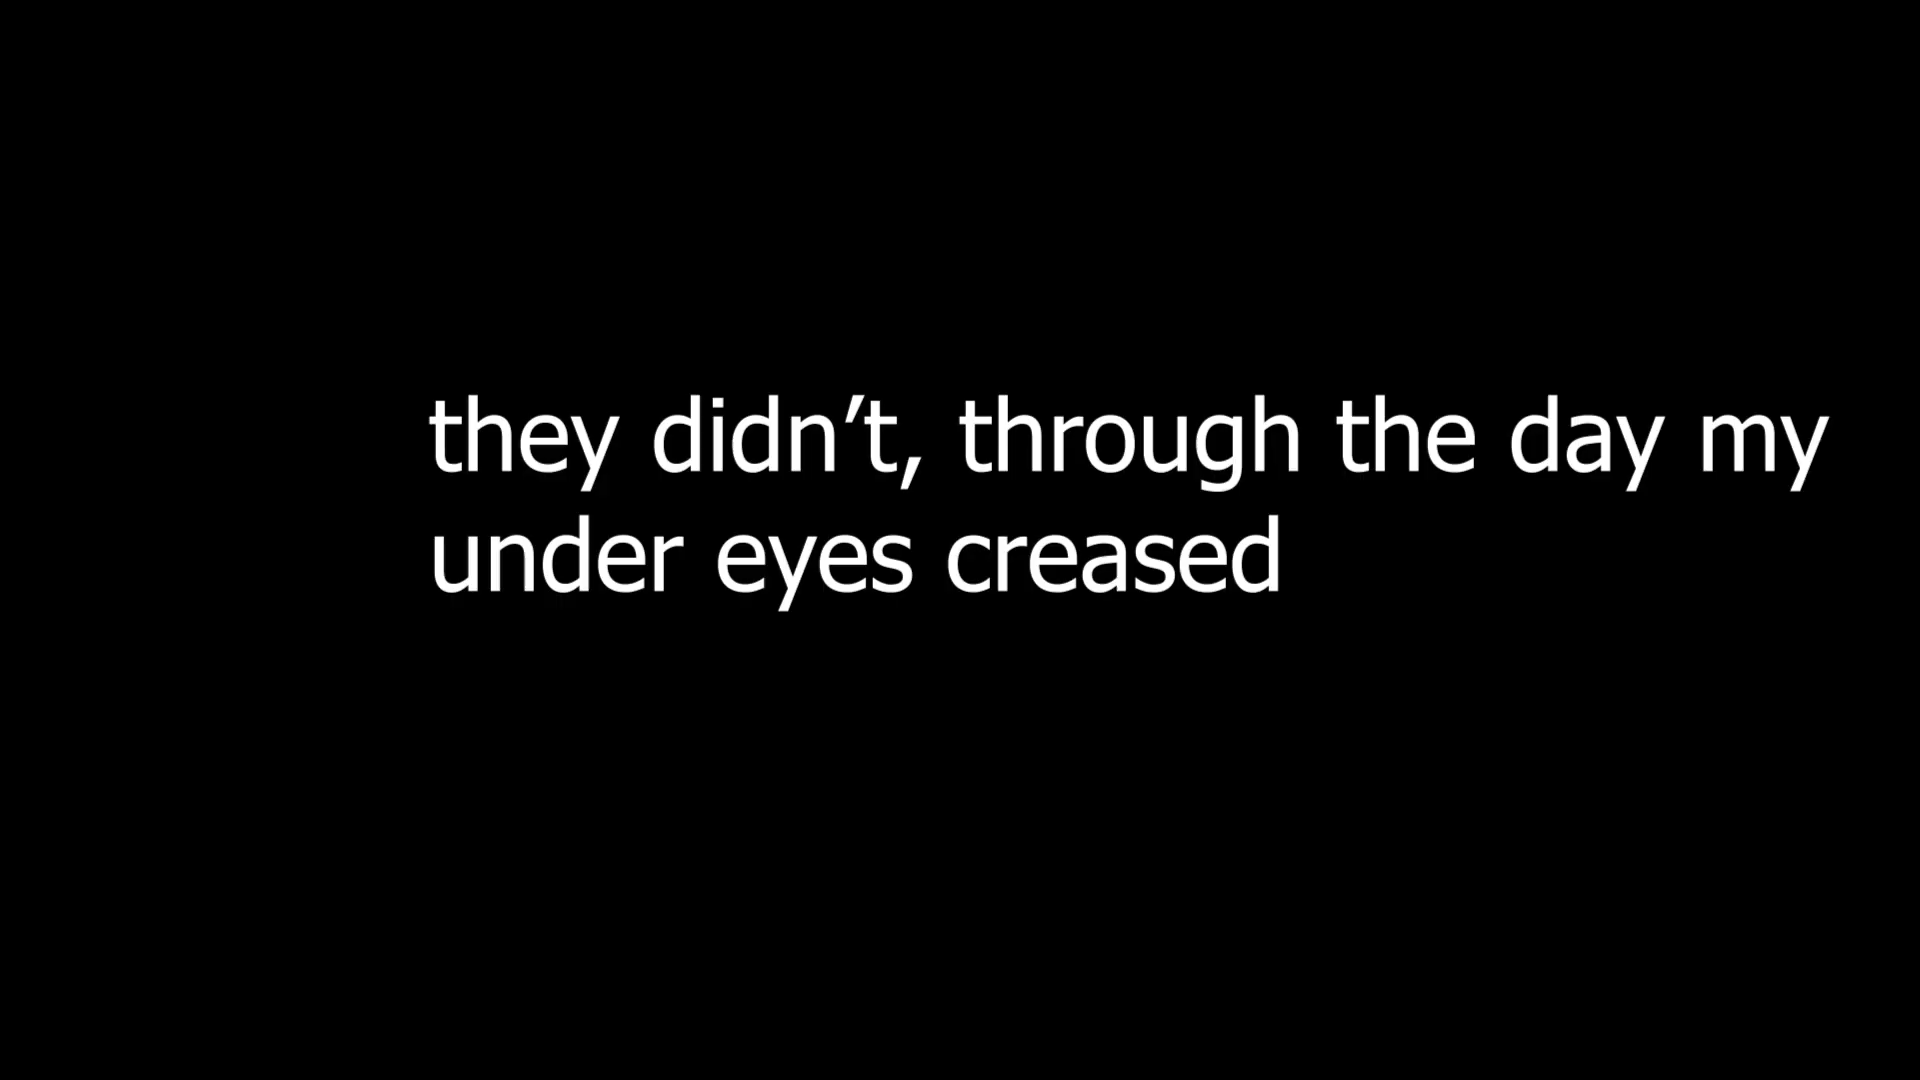 they didn’t, through the day my
under eyes creased